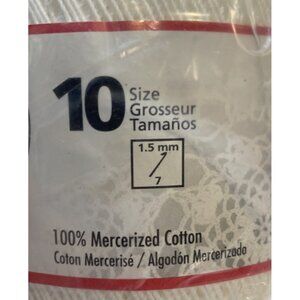 10
Size
Grosseur
Tamaños
1.5 mm
7
100% Mercerized Cotton
Coton Mercerisé / Algodón Mercerizado